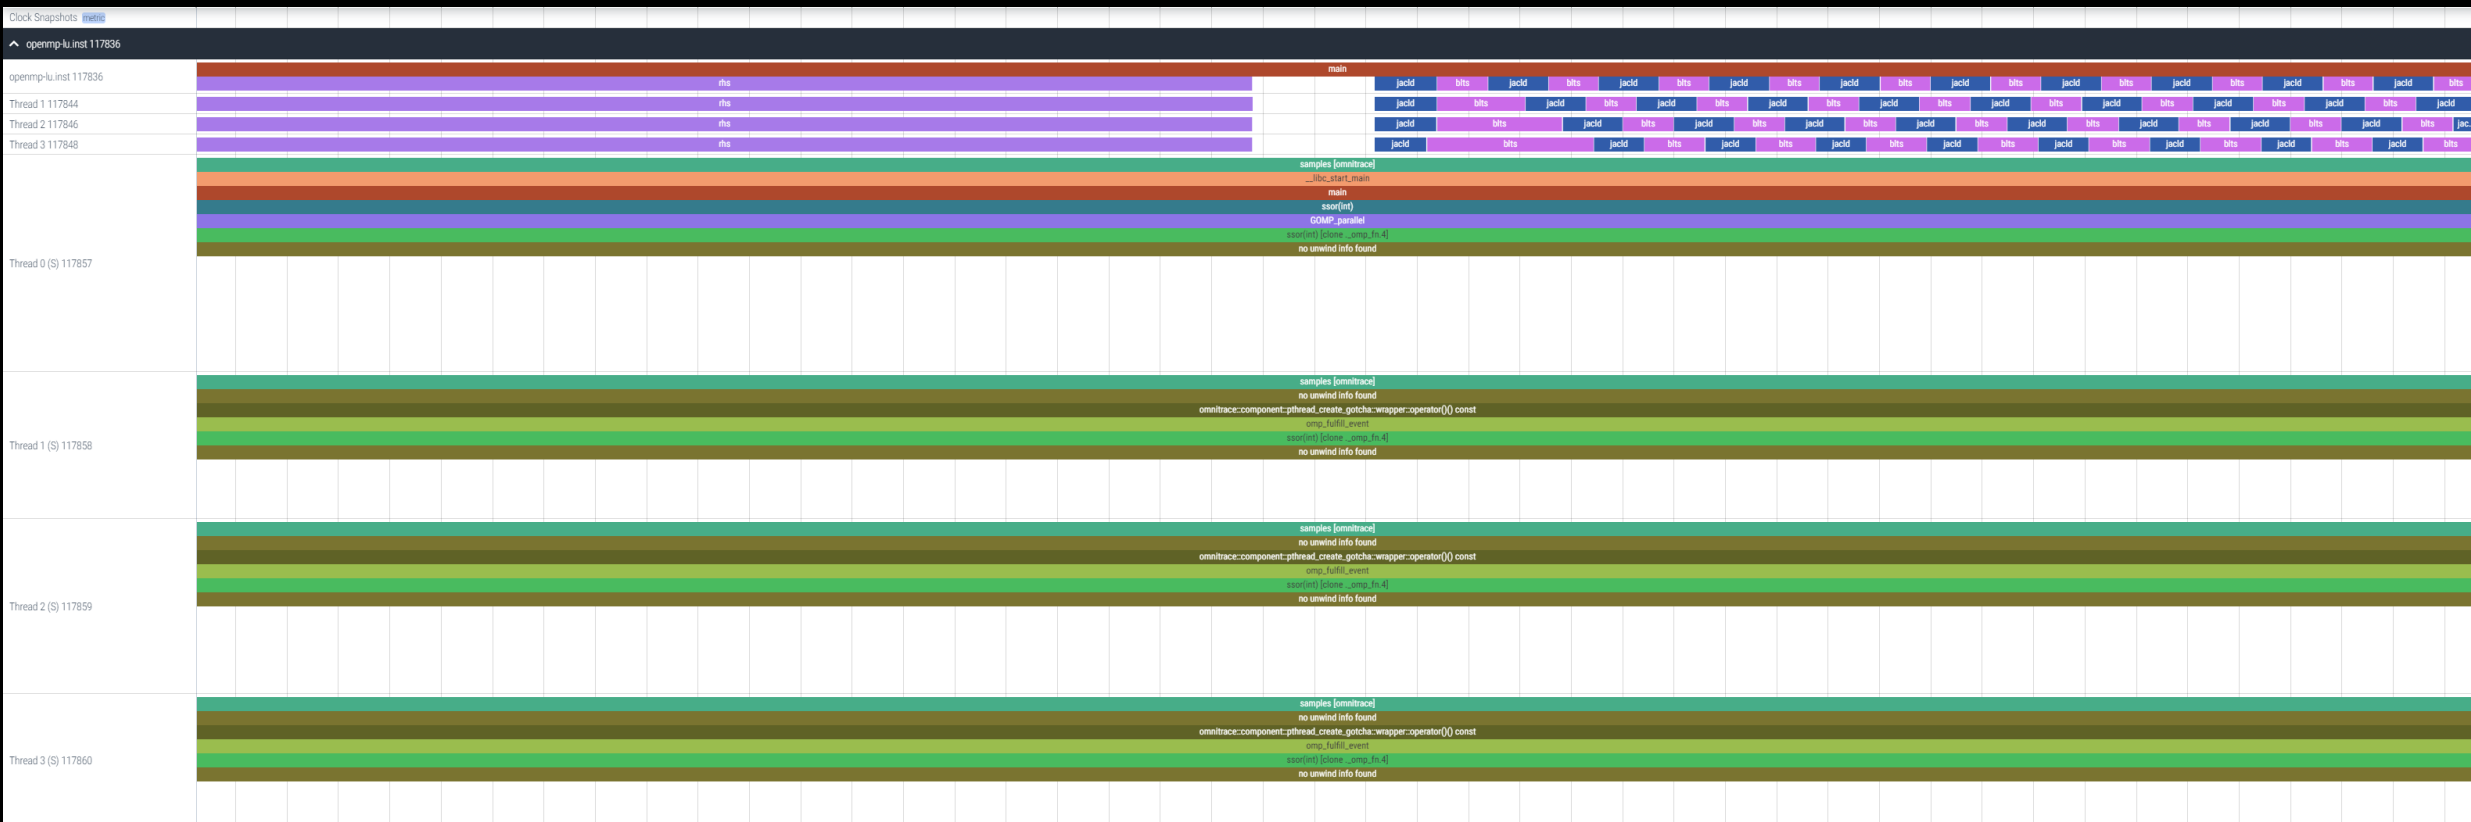 Clock Snapshots metric
openmp-lu.inst 117836
openmp-lu.inst 117836
main
rhs jacld blts jacld blts jacld blts jacld blts jacld blts jacld blts jacld blts jacld blts jacld blts jacld blts
Thread 1 117844
rhs jacld blts jacld blts jacld blts jacld blts jacld blts jacld blts jacld blts jacld blts jacld blts jacld
Thread 2 117846
rhs jacld blts jacld blts jacld blts jacld blts jacld blts jacld blts jacld blts jacld blts jacld blts jac..
Thread 3 117848
rhs jacld blts jacld blts jacld blts jacld blts jacld blts jacld blts jacld blts jacld blts jacld blts
samples [omnitrace]
__libc_start_main
main
ssor(int)
GOMP_parallel
ssor(int) [clone ._omp_fn.4]
no unwind info found
Thread 0 (S) 117857
samples [omnitrace]
no unwind info found
omnitrace::component::pthread_create_gotcha::wrapper::operator()() const
omp_fulfill_event
ssor(int) [clone ._omp_fn.4]
Thread 1 (S) 117858
no unwind info found
samples [omnitrace]
no unwind info found
omnitrace::component::pthread_create_gotcha::wrapper::operator()() const
omp_fulfill_event
ssor(int) [clone ._omp_fn.4]
no unwind info found
Thread 2 (S) 117859
samples [omnitrace]
no unwind info found
omnitrace::component::pthread_create_gotcha::wrapper::operator()() const
omp_fulfill_event
ssor(int) [clone ._omp_fn.4]
Thread 3 (S) 117860
no unwind info found